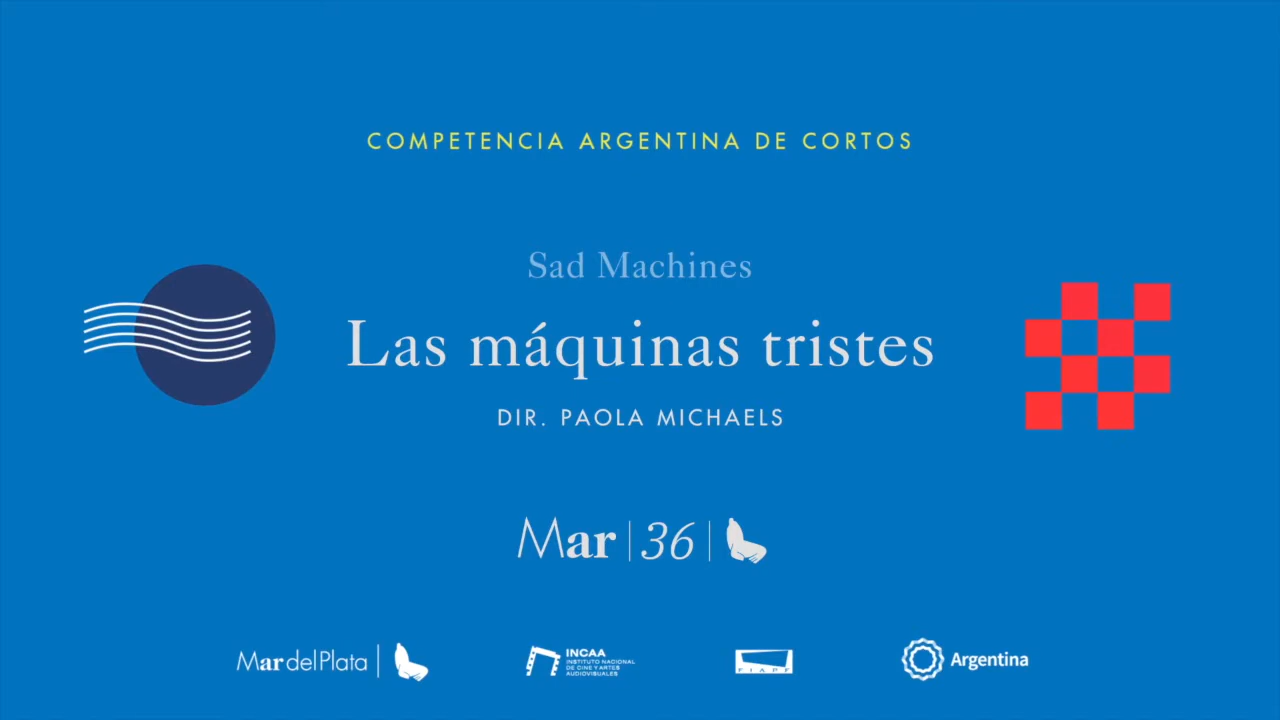 COMPETENCIA ARGENTINA DE CORTOS
Sad Machines
Las máquinas tristes
DIR. PAOLA MICHAELS
Mar | 36 |
Mar del Plata |
INCAA
INSTITUTO NACIONAL
DE CINE Y ARTES
AUDIOVISUALES
FIAPF
Argentina